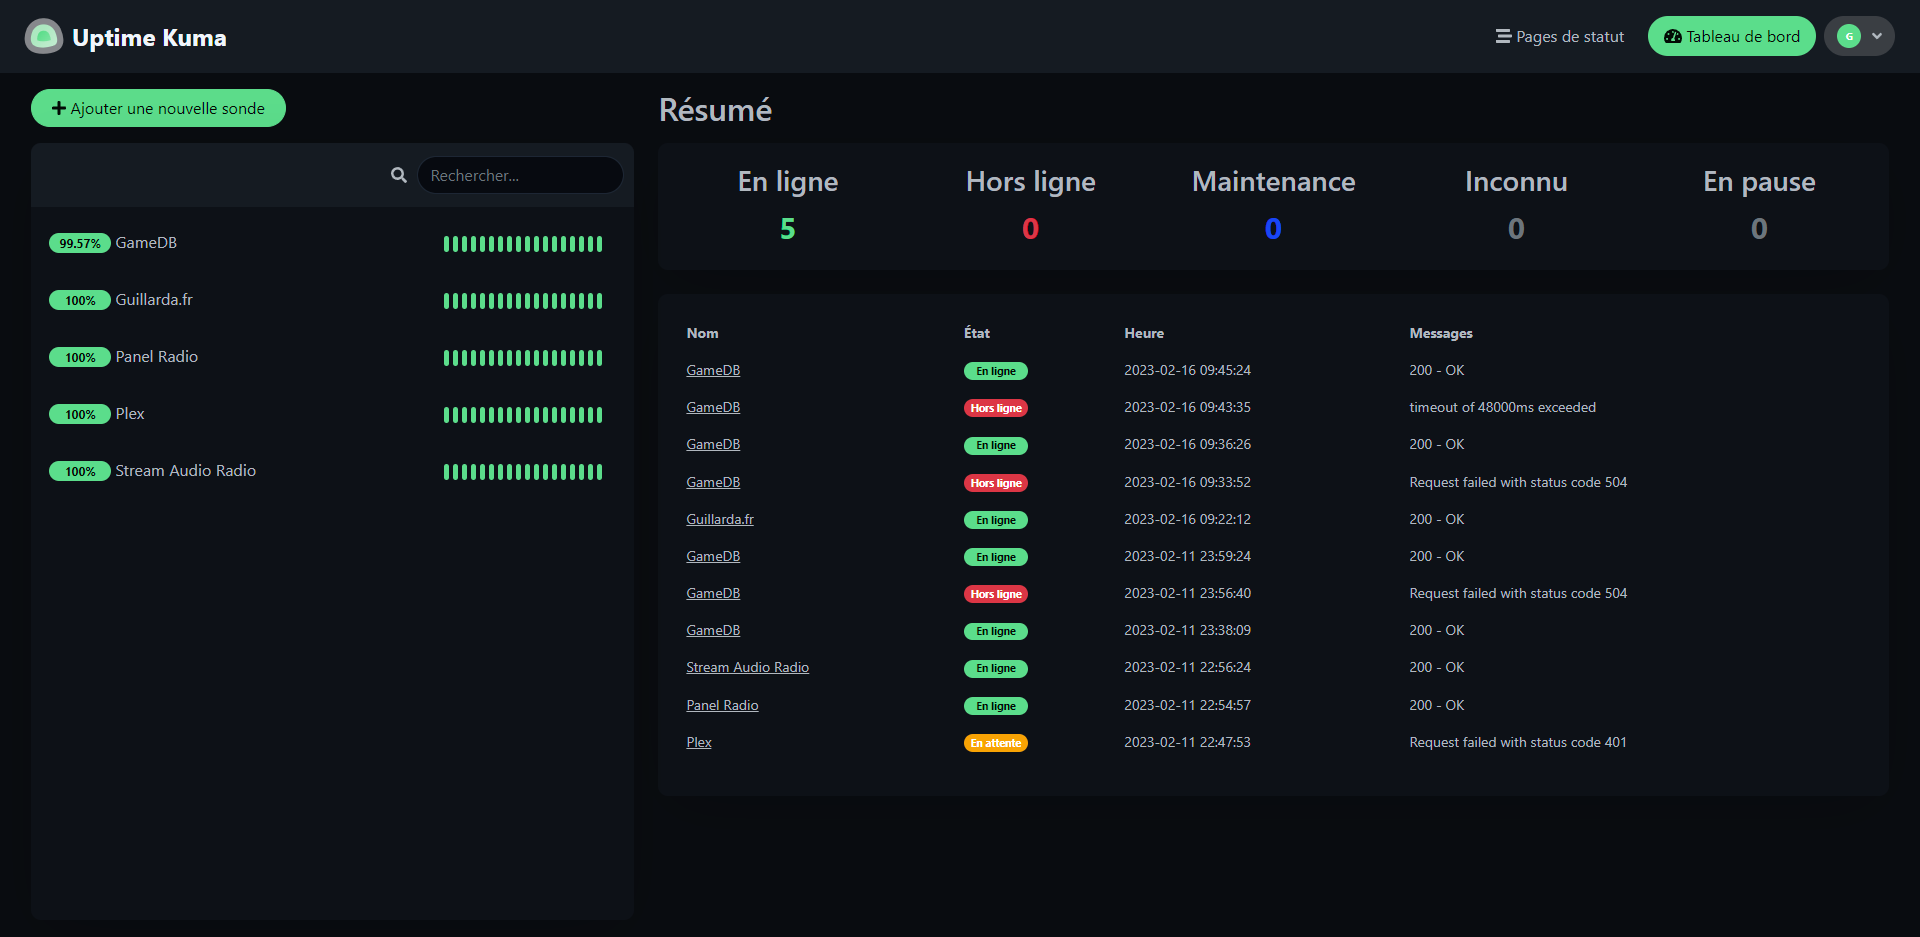 Uptime Kuma
Pages de statut
Tableau de bord
G
Ajouter une nouvelle sonde
Rechercher...
99.57% GameDB
100% Guillarda.fr
100% Panel Radio
100% Plex
100% Stream Audio Radio
Résumé
En ligne Hors ligne Maintenance Inconnu En pause
5 0 0 0 0
Nom État Heure Messages
GameDB En ligne 2023-02-16 09:45:24 200 - OK
GameDB Hors ligne 2023-02-16 09:43:35 timeout of 48000ms exceeded
GameDB En ligne 2023-02-16 09:36:26 200 - OK
GameDB Hors ligne 2023-02-16 09:33:52 Request failed with status code 504
Guillarda.fr En ligne 2023-02-16 09:22:12 200 - OK
GameDB En ligne 2023-02-11 23:59:24 200 - OK
GameDB Hors ligne 2023-02-11 23:56:40 Request failed with status code 504
GameDB En ligne 2023-02-11 23:38:09 200 - OK
Stream Audio Radio En ligne 2023-02-11 22:56:24 200 - OK
Panel Radio En ligne 2023-02-11 22:54:57 200 - OK
Plex En attente 2023-02-11 22:47:53 Request failed with status code 401